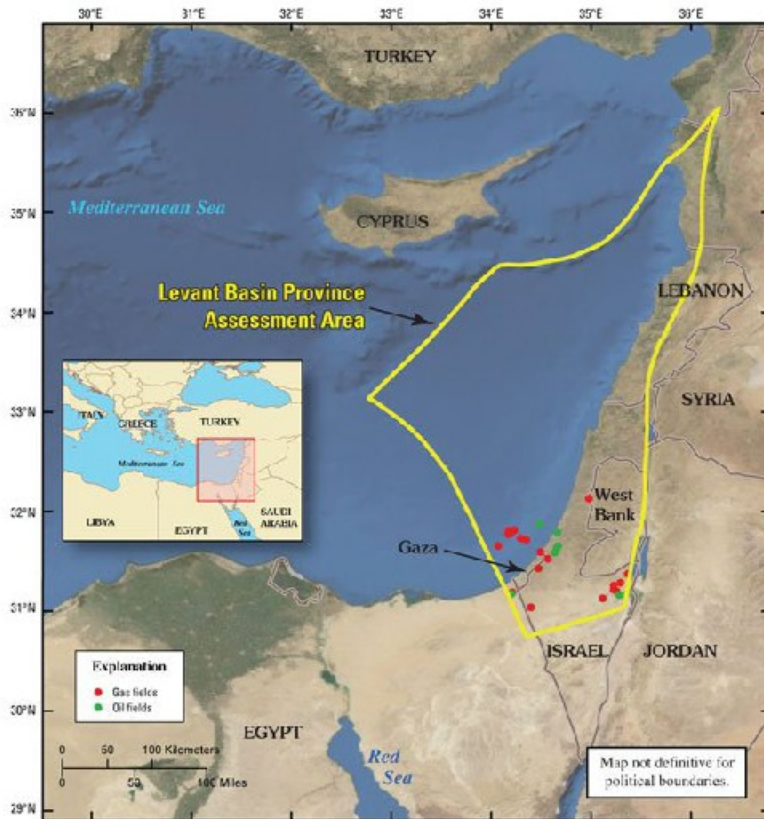 30°E 31°E 32°E 33°E 34°E 35°E 36°E
TURKEY
36°N
35°N
Mediterranean Sea
CYPRUS
34°N
Levant Basin Province
Assessment Area
LEBANON
33°N
SYRIA
ITALY
GREECE
TURKEY
Mediterranean Sea
LIBYA
EGYPT
Red
Sea
SAUDI
ARABIA
32°N
West
Bank
Gaza
31°N
ISRAEL
JORDAN
Explanation
Gas fields
Oil fields
30°N
EGYPT
Red
Sea
0 50 100 Kilometers
0 50 100 Miles
Map not definitive for
political boundaries.
29°N